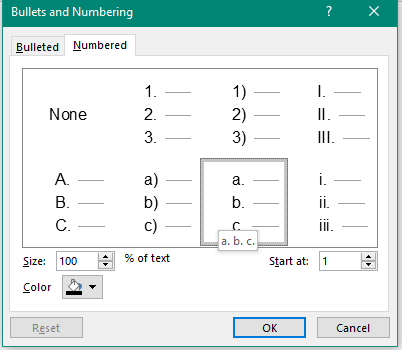 Bullets and Numbering ? ×
Bulleted Numbered
None
1.
2.
3.
1)
2)
3)
I.
II.
III.
A.
B.
C.
a)
b)
c)
a.
b.
c.
a. b. c.
i.
ii.
iii.
Size: 100 % of text Start at: 1
Color
Reset OK Cancel